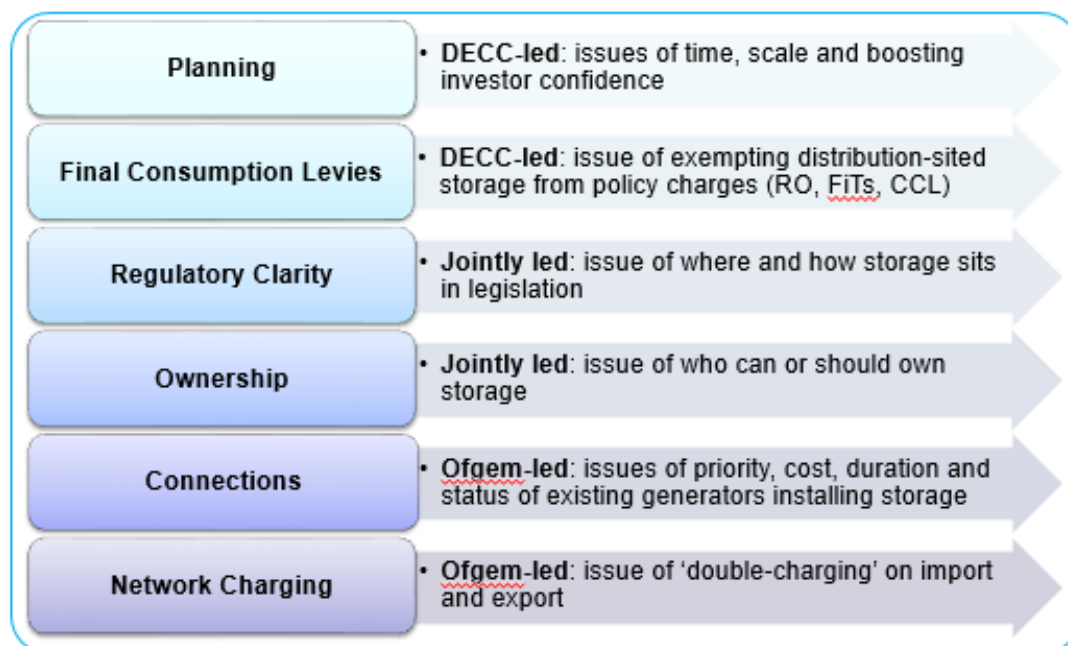 Planning
• DECC-led: issues of time, scale and boosting
investor confidence
Final Consumption Levies
• DECC-led: issue of exempting distribution-sited
storage from policy charges (RO, FiTs, CCL)
Regulatory Clarity
• Jointly led: issue of where and how storage sits
in legislation
Ownership
• Jointly led: issue of who can or should own
storage
Connections
• Ofgem-led: issues of priority, cost, duration and
status of existing generators installing storage
Network Charging
• Ofgem-led: issue of ‘double-charging’ on import
and export